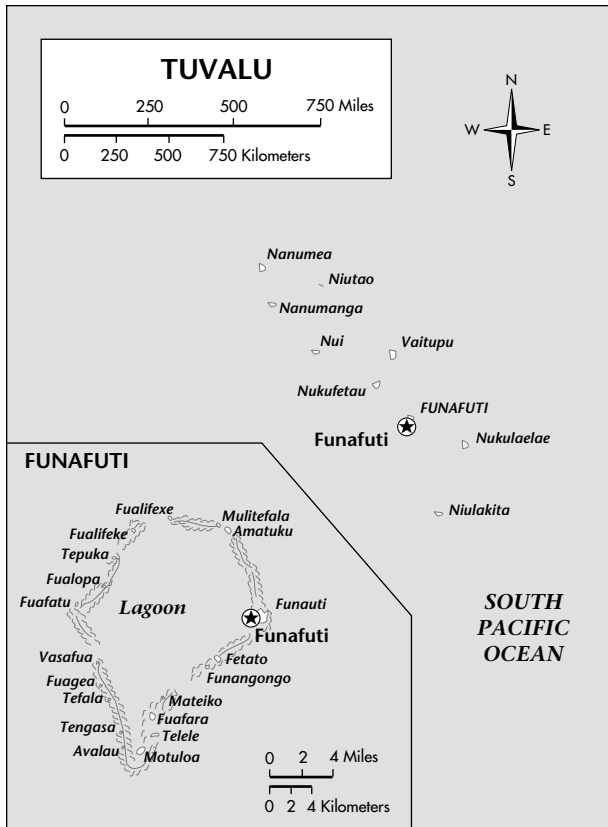 TUVALU
0 250 500 750 Miles
0 250 500 750 Kilometers
N
W E
S
Nanumea
Niutao
Nanumanga
Nui
Vaitupu
Nukufetau
FUNAFUTI
Funafuti
Nukulaelae
Niulakita
SOUTH
PACIFIC
OCEAN
FUNAFUTI
Fualifexe
Mulitefala
Fualifeke
Amatuku
Tepuka
Fualopa
Fuafatu
Lagoon
Funauti
Funafuti
Vasafua
Fetato
Fuagea
Funangongo
Tefala
Mateiko
Fuafara
Tengasa
Telele
Avalau
Motuloa
0 2 4 Miles
0 2 4 Kilometers